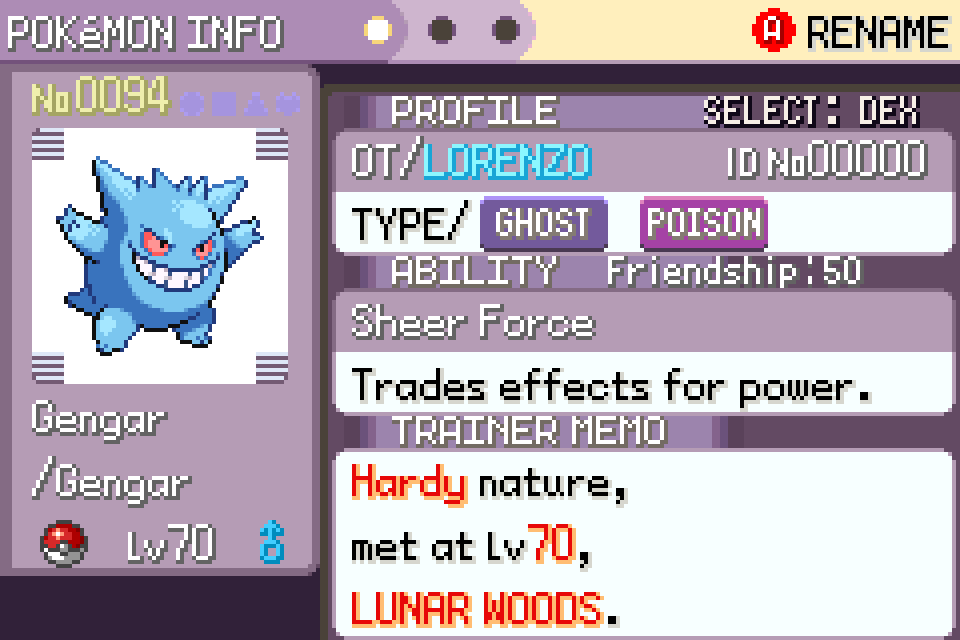 POKéMON INFO
A RENAME
No0094
PROFILE SELECT: DEX
OT/LORENZO ID No00000
TYPE/ GHOST POISON
ABILITY Friendship:50
Sheer Force
Trades effects for power.
Gengar
/Gengar
Lv70 ♂
TRAINER MEMO
Hardy nature,
met at Lv70,
LUNAR WOODS.